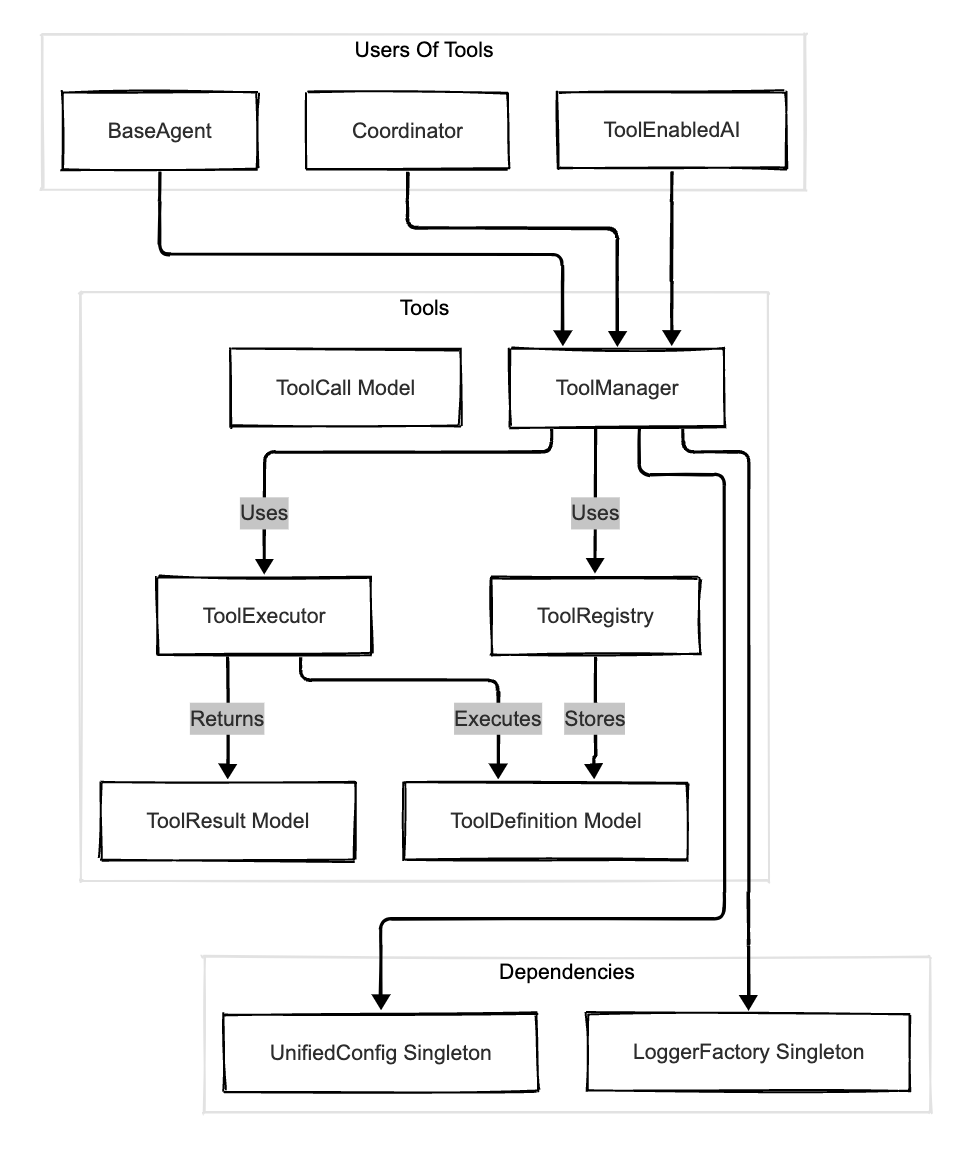 Users Of Tools
BaseAgent
Coordinator
ToolEnabledAI
Tools
ToolCall Model
ToolManager
Uses
Uses
ToolExecutor
ToolRegistry
Returns
Executes
Stores
ToolResult Model
ToolDefinition Model
Dependencies
UnifiedConfig Singleton
LoggerFactory Singleton